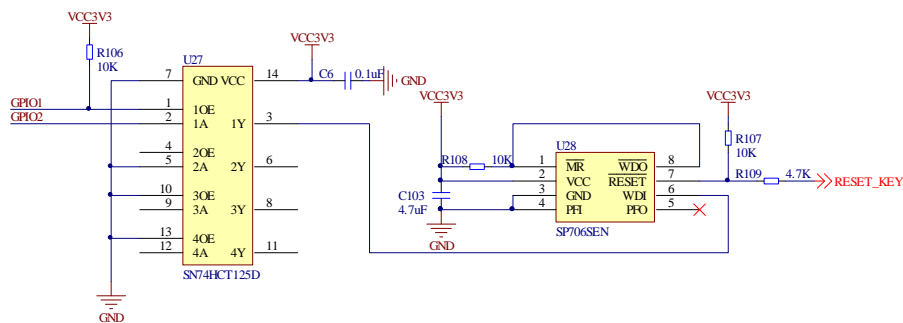 VCC3V3
R106
10K
GPIO1
GPIO2
U27
7 GND VCC 14
1 1OE
2 1A 1Y 3
4 2OE
5 2A 2Y 6
10 3OE
9 3A 3Y 8
13 4OE
12 4A 4Y 11
SN74HCT125D
GND
VCC3V3
C6 0.1uF
GND
VCC3V3
R108 10K
C103
4.7uF
GND
U28
1 MR WDO 8
2 VCC RESET 7
3 GND WDI 6
4 PFI PFO 5
SP706SEN
VCC3V3
R107
10K
R109 4.7K
RESET_KEY